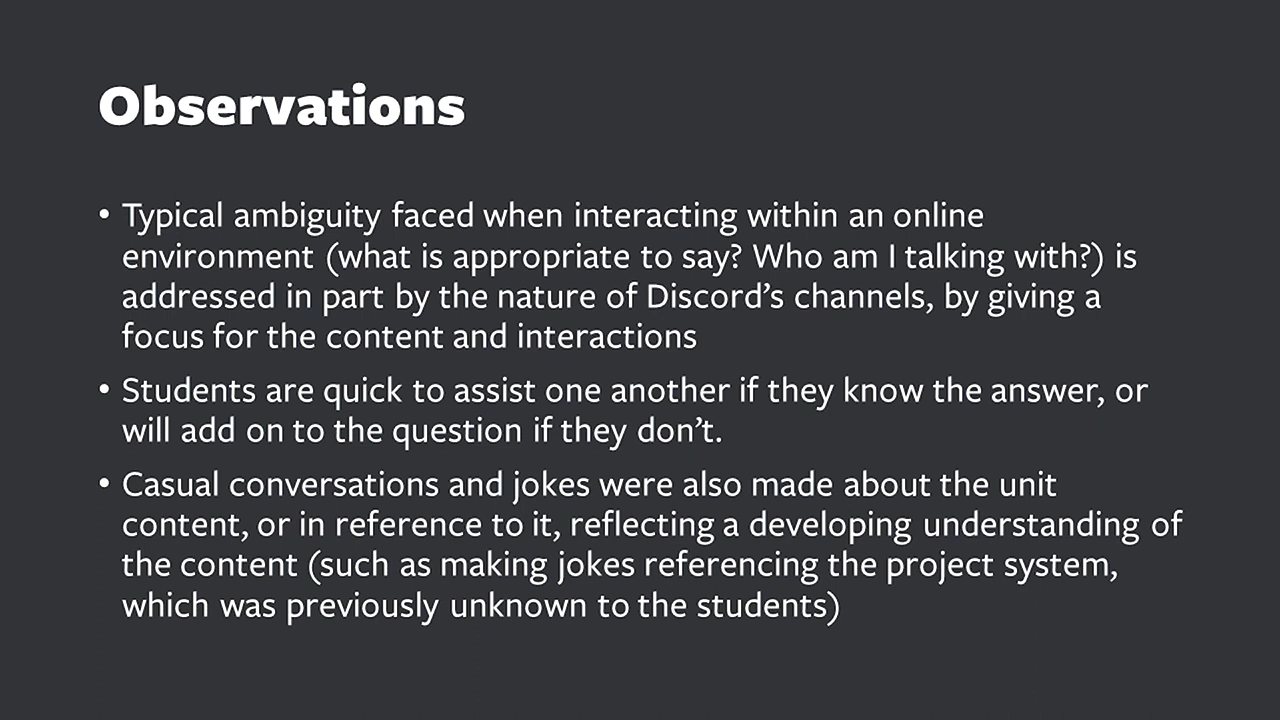 Observations
• Typical ambiguity faced when interacting within an online
environment (what is appropriate to say? Who am I talking with?) is
addressed in part by the nature of Discord’s channels, by giving a
focus for the content and interactions
• Students are quick to assist one another if they know the answer, or
will add on to the question if they don’t.
• Casual conversations and jokes were also made about the unit
content, or in reference to it, reflecting a developing understanding of
the content (such as making jokes referencing the project system,
which was previously unknown to the students)